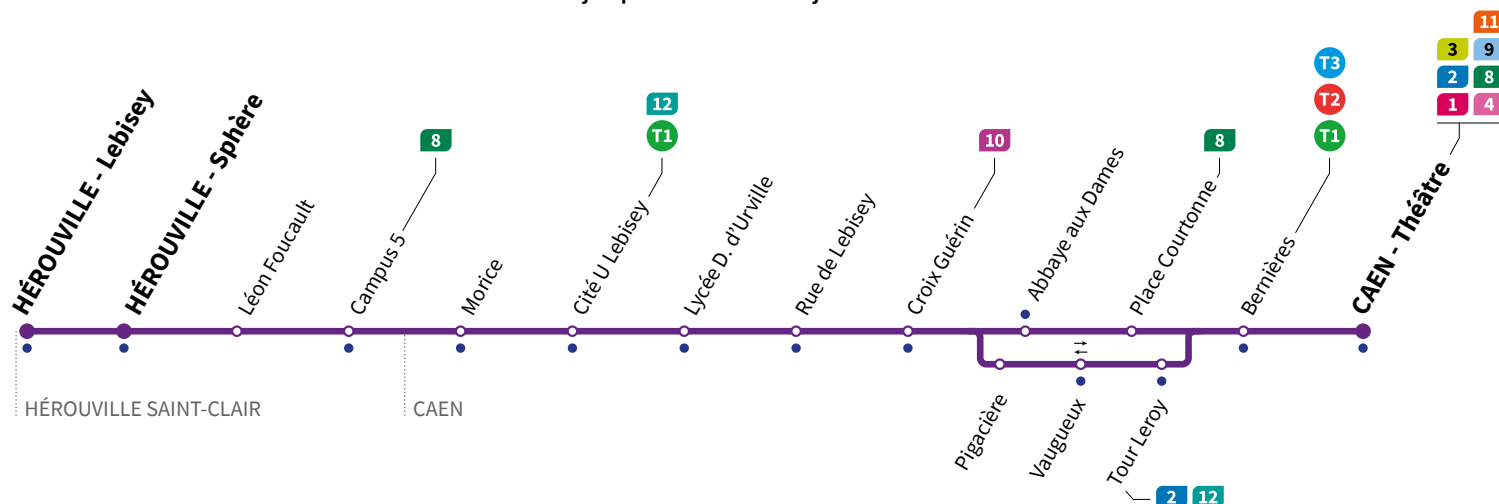 11
3 9
2 8
1 4
T3
T2
T1
12
T1
8
10
8
HÉROUVILLE - Lebisey
HÉROUVILLE - Sphère
Léon Foucault
Campus 5
Morice
Cité U Lebisey
Lycée D. d'Urville
Rue de Lebisey
Croix Guérin
Abbaye aux Dames
Place Courtonne
Bernières
CAEN - Théâtre
HÉROUVILLE SAINT-CLAIR
CAEN
Pigacière
Vaugueux
Tour Leroy
2 12